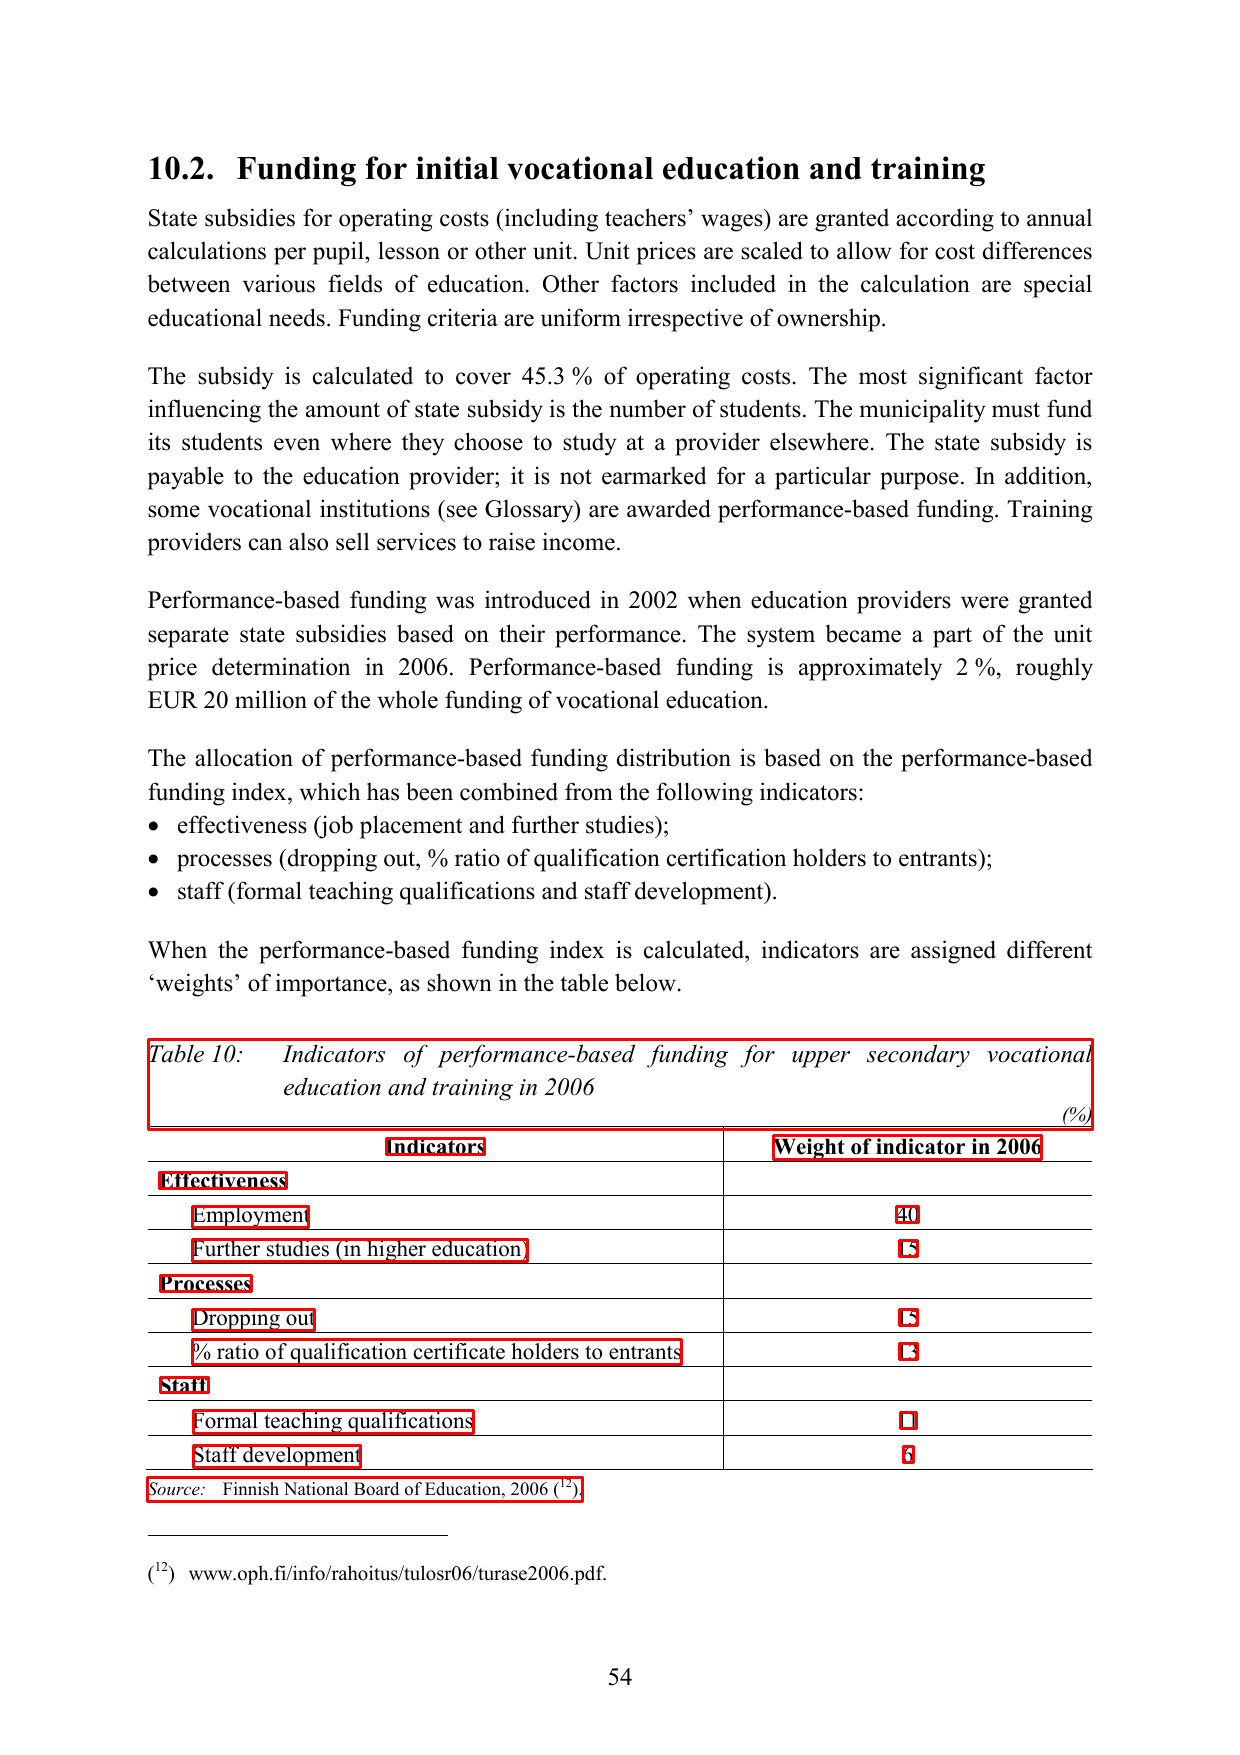 10.2. Funding for initial vocational education and training
State subsidies for operating costs (including teachers’ wages) are granted according to annual
calculations per pupil, lesson or other unit. Unit prices are scaled to allow for cost differences
between various fields of education. Other factors included in the calculation are special
educational needs. Funding criteria are uniform irrespective of ownership.
The subsidy is calculated to cover 45.3 % of operating costs. The most significant factor
influencing the amount of state subsidy is the number of students. The municipality must fund
its students even where they choose to study at a provider elsewhere. The state subsidy is
payable to the education provider; it is not earmarked for a particular purpose. In addition,
some vocational institutions (see Glossary) are awarded performance-based funding. Training
providers can also sell services to raise income.
Performance-based funding was introduced in 2002 when education providers were granted
separate state subsidies based on their performance. The system became a part of the unit
price determination in 2006. Performance-based funding is approximately 2 %, roughly
EUR 20 million of the whole funding of vocational education.
The allocation of performance-based funding distribution is based on the performance-based
funding index, which has been combined from the following indicators:
• effectiveness (job placement and further studies);
• processes (dropping out, % ratio of qualification certification holders to entrants);
• staff (formal teaching qualifications and staff development).
When the performance-based funding index is calculated, indicators are assigned different
‘weights’ of importance, as shown in the table below.
Table 10: Indicators of performance-based funding for upper secondary vocational
education and training in 2006
(%)
Indicators Weight of indicator in 2006
Effectiveness
Employment 40
Further studies (in higher education) 15
Processes
Dropping out 15
% ratio of qualification certificate holders to entrants 13
Staff
Formal teaching qualifications 11
Staff development 6
Source: Finnish National Board of Education, 2006 (12).
(12) www.oph.fi/info/rahoitus/tulosr06/turase2006.pdf.
54